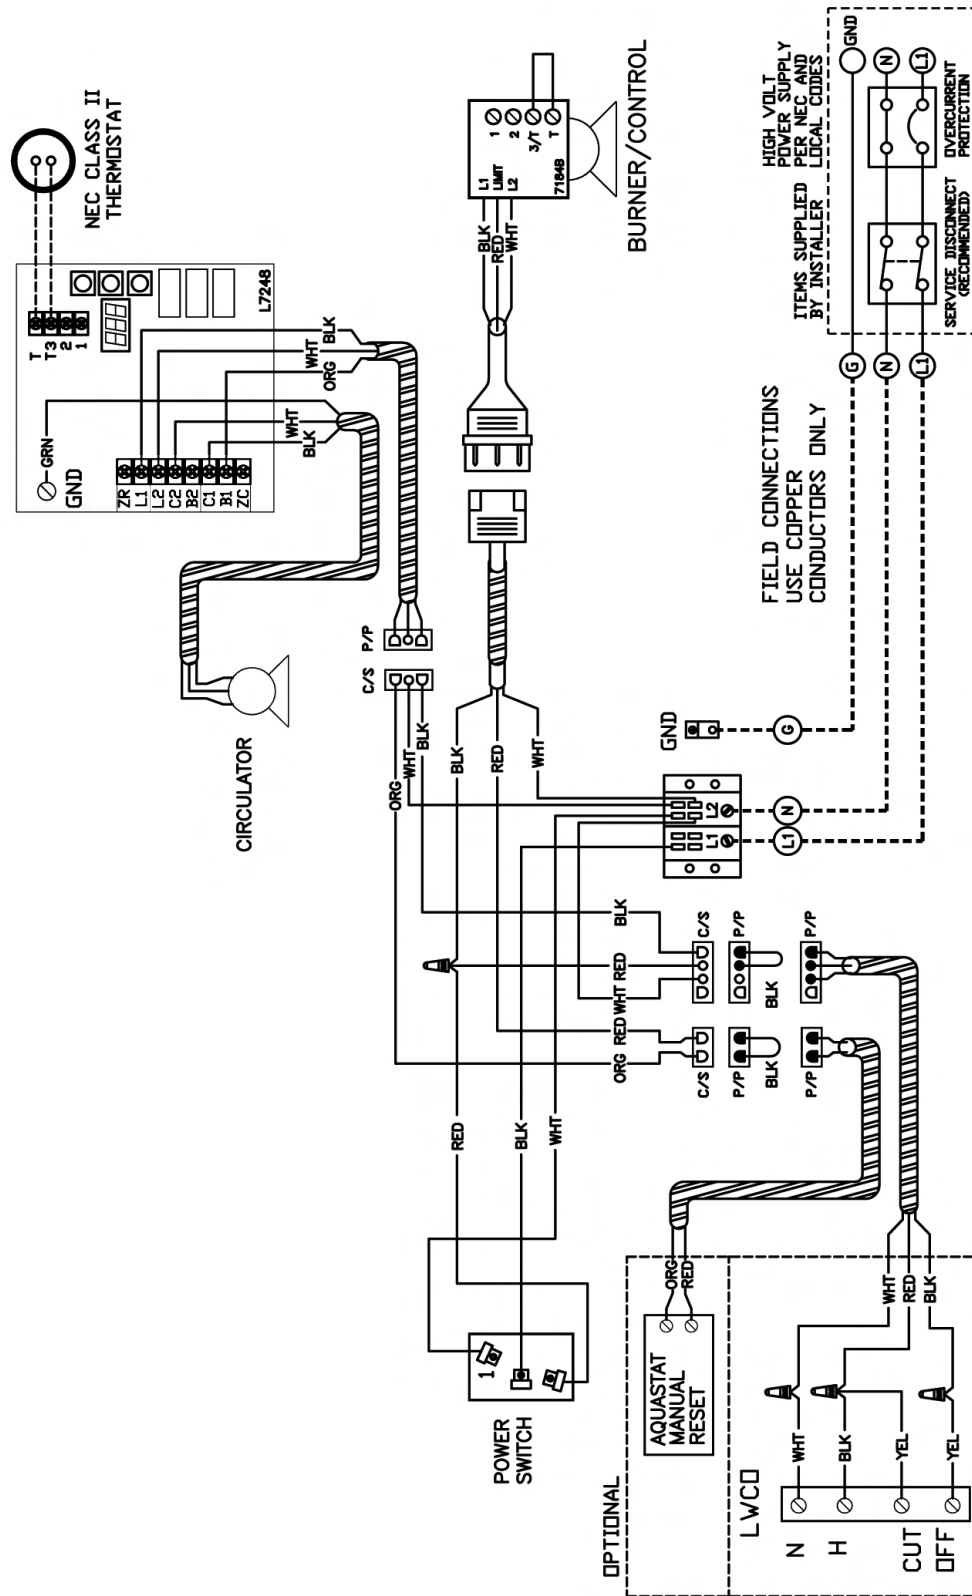 NEC CLASS II
THERMOSTAT
T
T3
2
1
L7248
GRN
GND
ZR
L1
L2
C2
B2
C1
B1
ZC
BLK
WHT
ORG
WHT
BLK
CIRCULATOR
C/S
P/P
ORG
WHT
BLK
BLK
RED
WHT
BLK
RED
WHT
L1
LIMIT
L2
1
2
3/T
T
7184B
BURNER/CONTROL
HIGH VOLT
POWER SUPPLY
PER NEC AND
LOCAL CODES
ITEMS SUPPLIED
BY INSTALLER
GND
N
L1
OVERCURRENT
PROTECTION
SERVICE DISCONNECT
(RECOMMENDED)
G
N
L1
FIELD CONNECTIONS
USE COPPER
CONDUCTORS ONLY
GND
G
L2
L1
N
L1
BLK
RED
WHT
RED
ORG
C/S
P/P
BLK
P/P
C/S
P/P
BLK
P/P
RED
BLK
WHT
1
POWER
SWITCH
OPTIONAL
AQUASTAT
MANUAL
RESET
ORG
RED
LWCO
WHT
RED
BLK
WHT
BLK
YEL
YEL
N
H
CUT
OFF